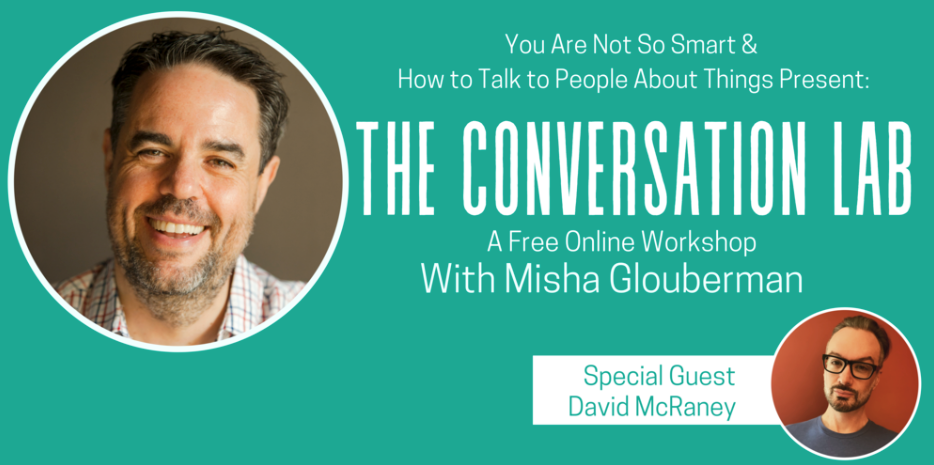 You Are Not So Smart &
How to Talk to People About Things Present:
THE CONVERSATION LAB
A Free Online Workshop
With Misha Glouberman
Special Guest
David McRaney